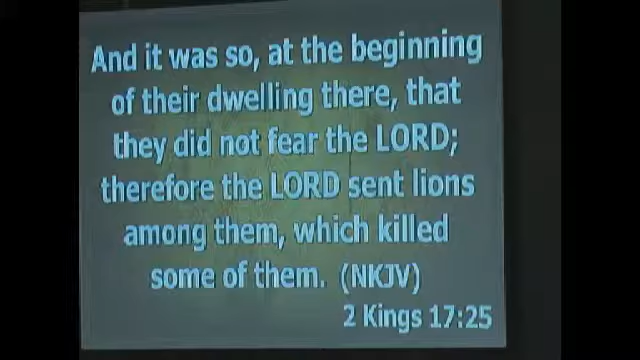 And it was so, at the beginning
of their dwelling there, that
they did not fear the LORD;
therefore the LORD sent lions
among them, which killed
some of them. (NKJV)
2 Kings 17:25